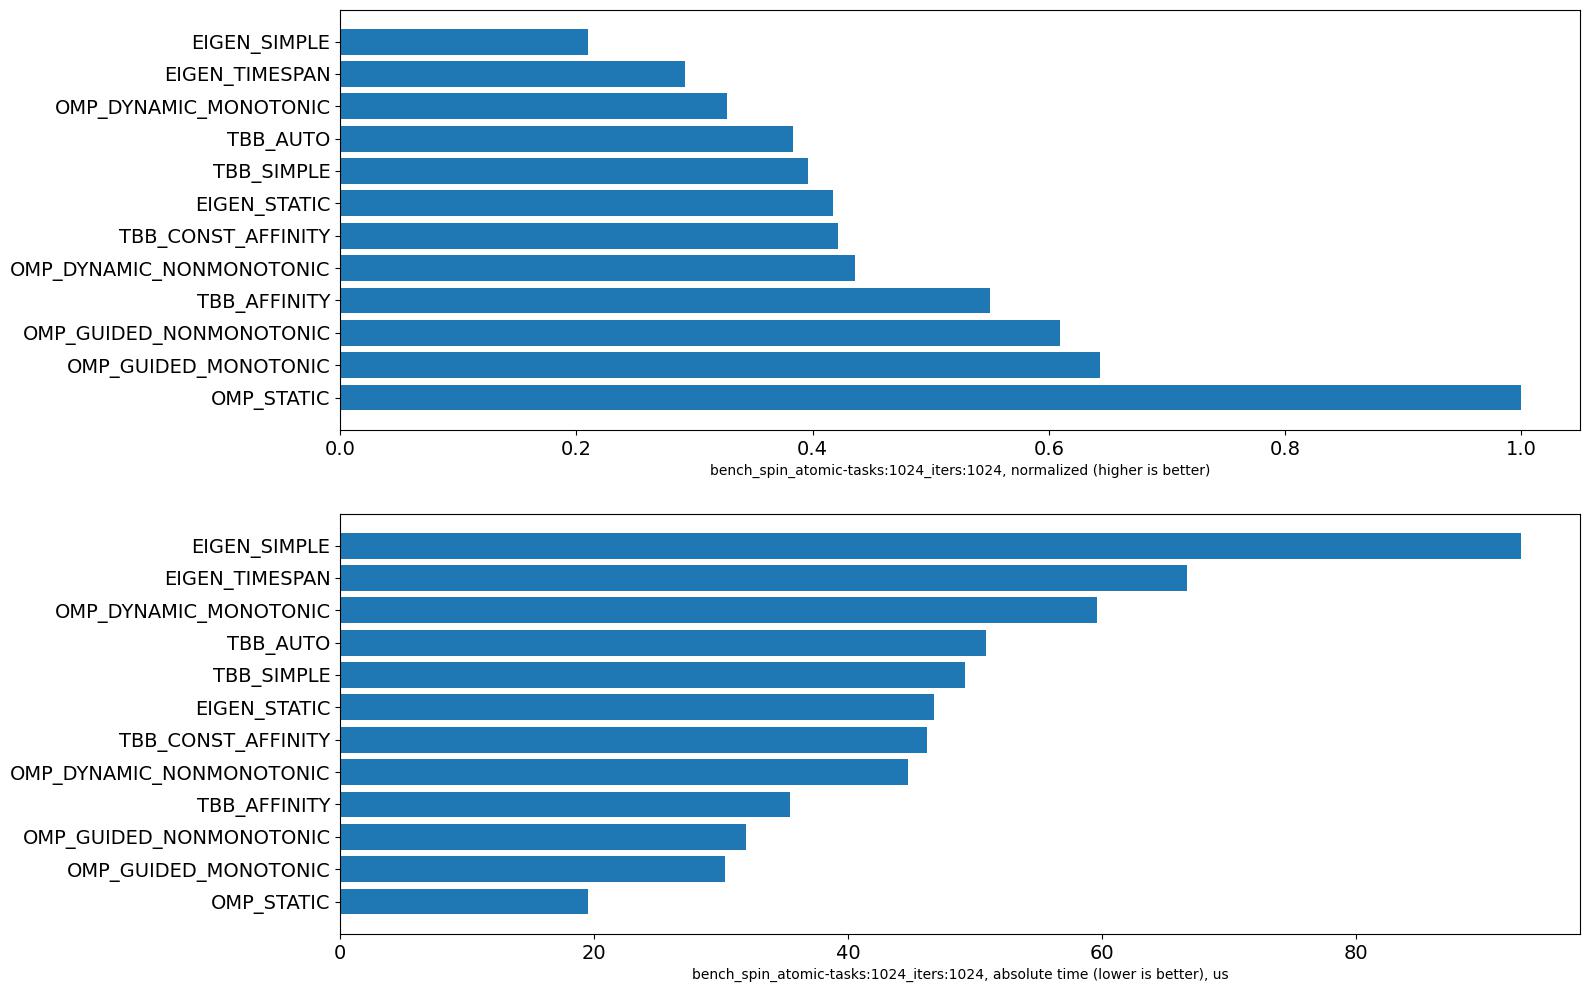 EIGEN_SIMPLE
EIGEN_TIMESPAN
OMP_DYNAMIC_MONOTONIC
TBB_AUTO
TBB_SIMPLE
EIGEN_STATIC
TBB_CONST_AFFINITY
OMP_DYNAMIC_NONMONOTONIC
TBB_AFFINITY
OMP_GUIDED_NONMONOTONIC
OMP_GUIDED_MONOTONIC
OMP_STATIC
0.0 0.2 0.4 0.6 0.8 1.0
bench_spin_atomic-tasks:1024_iters:1024, normalized (higher is better)
EIGEN_SIMPLE
EIGEN_TIMESPAN
OMP_DYNAMIC_MONOTONIC
TBB_AUTO
TBB_SIMPLE
EIGEN_STATIC
TBB_CONST_AFFINITY
OMP_DYNAMIC_NONMONOTONIC
TBB_AFFINITY
OMP_GUIDED_NONMONOTONIC
OMP_GUIDED_MONOTONIC
OMP_STATIC
0 20 40 60 80
bench_spin_atomic-tasks:1024_iters:1024, absolute time (lower is better), us